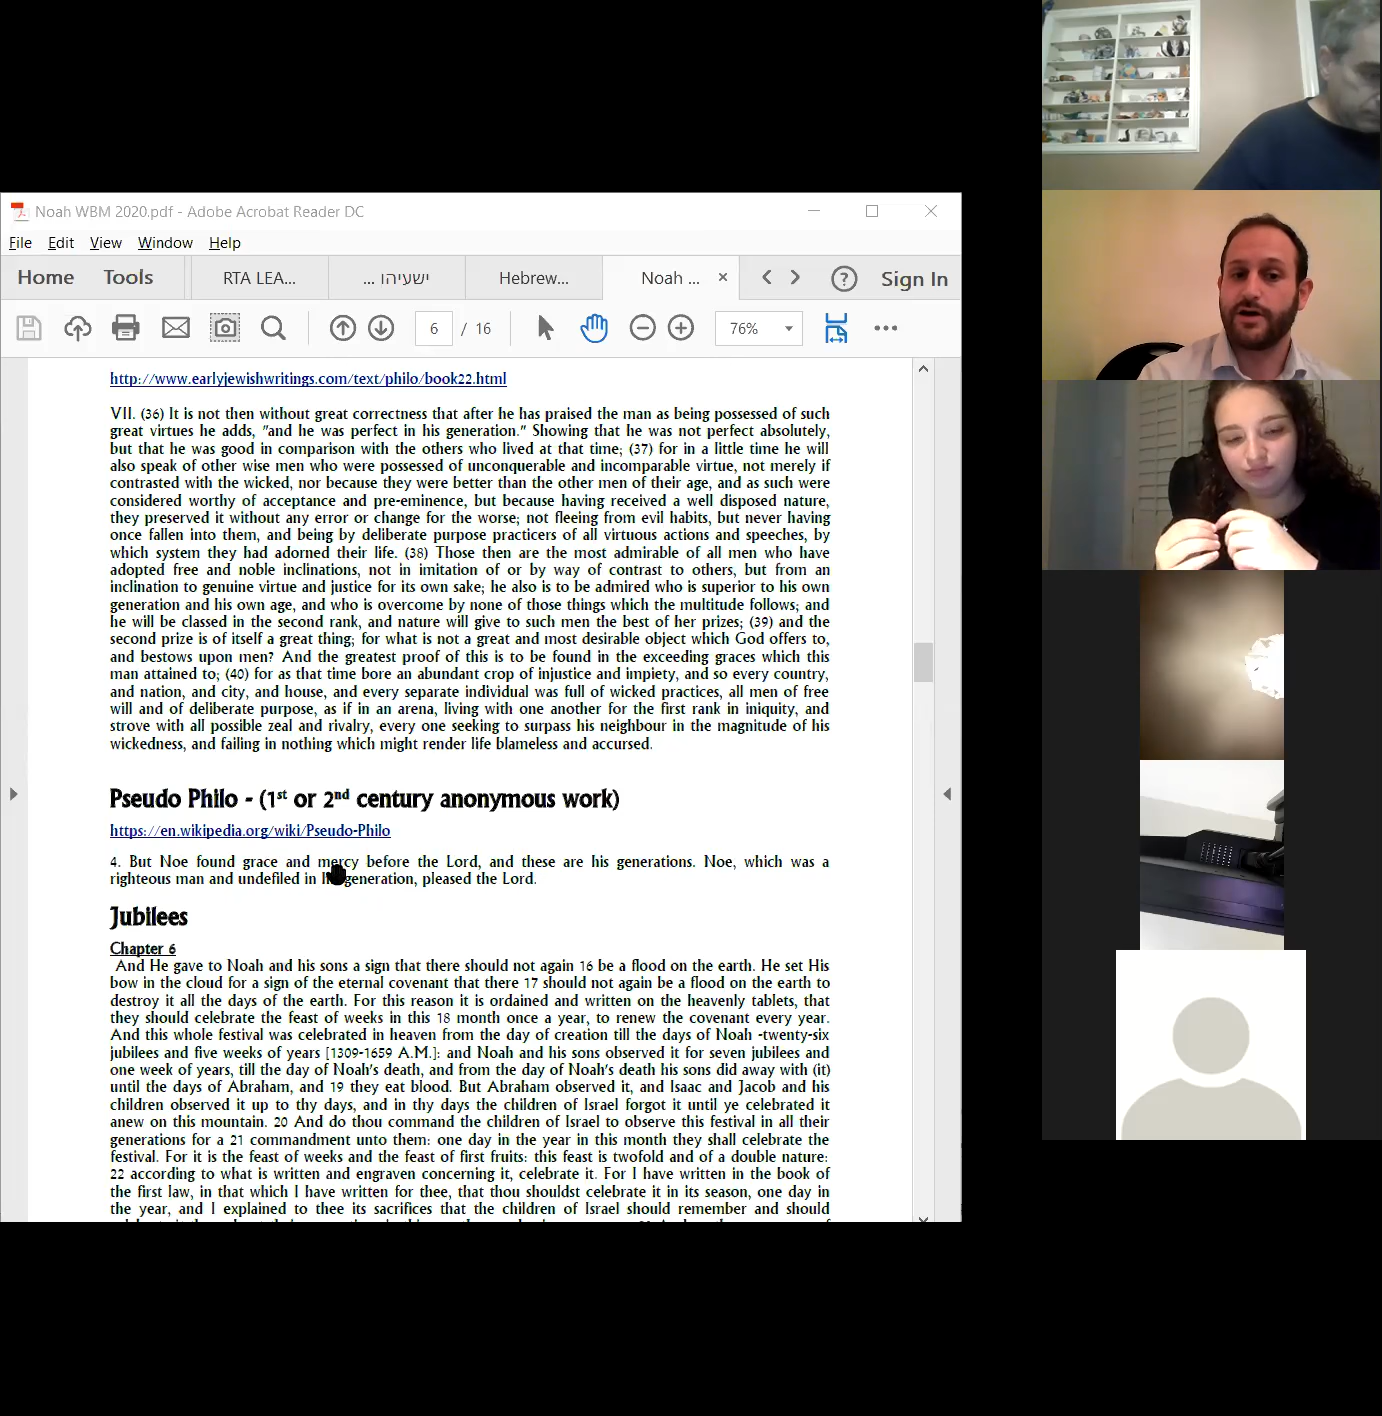 Noah WBM 2020.pdf - Adobe Acrobat Reader DC
File Edit View Window Help
Home Tools RTA LEA... ... ישעיהו Hebrew... Noah ... Sign In
6 / 16 76%
http://www.earlyjewishwritings.com/text/philo/book22.html
VII. (36) It is not then without great correctness that after he has praised the man as being possessed of such
great virtues he adds, "and he was perfect in his generation." Showing that he was not perfect absolutely,
but that he was good in comparison with the others who lived at that time; (37) for in a little time he will
also speak of other wise men who were possessed of unconquerable and incomparable virtue, not merely if
contrasted with the wicked, nor because they were better than the other men of their age, and as such were
considered worthy of acceptance and pre-eminence, but because having received a well disposed nature,
they preserved it without any error or change for the worse; not fleeing from evil habits, but never having
once fallen into them, and being by deliberate purpose practicers of all virtuous actions and speeches, by
which system they had adorned their life. (38) Those then are the most admirable of all men who have
adopted free and noble inclinations, not in imitation of or by way of contrast to others, but from an
inclination to genuine virtue and justice for its own sake; he also is to be admired who is superior to his own
generation and his own age, and who is overcome by none of those things which the multitude follows; and
he will be classed in the second rank, and nature will give to such men the best of her prizes; (39) and the
second prize is of itself a great thing; for what is not a great and most desirable object which God offers to,
and bestows upon men? And the greatest proof of this is to be found in the exceeding graces which this
man attained to; (40) for as that time bore an abundant crop of injustice and impiety, and so every country,
and nation, and city, and house, and every separate individual was full of wicked practices, all men of free
will and of deliberate purpose, as if in an arena, living with one another for the first rank in iniquity, and
strove with all possible zeal and rivalry, every one seeking to surpass his neighbour in the magnitude of his
wickedness, and failing in nothing which might render life blameless and accursed.
Pseudo Philo - (1st or 2nd century anonymous work)
https://en.wikipedia.org/wiki/Pseudo-Philo
4. But Noe found grace and mercy before the Lord, and these are his generations. Noe, which was a
righteous man and undefiled in generation, pleased the Lord.
Jubilees
Chapter 6
And He gave to Noah and his sons a sign that there should not again 16 be a flood on the earth. He set His
bow in the cloud for a sign of the eternal covenant that there 17 should not again be a flood on the earth to
destroy it all the days of the earth. For this reason it is ordained and written on the heavenly tablets, that
they should celebrate the feast of weeks in this 18 month once a year, to renew the covenant every year.
And this whole festival was celebrated in heaven from the day of creation till the days of Noah -twenty-six
jubilees and five weeks of years [1309-1659 A.M.]: and Noah and his sons observed it for seven jubilees and
one week of years, till the day of Noah's death, and from the day of Noah's death his sons did away with (it)
until the days of Abraham, and 19 they eat blood. But Abraham observed it, and Isaac and Jacob and his
children observed it up to thy days, and in thy days the children of Israel forgot it until ye celebrated it
anew on this mountain. 20 And do thou command the children of Israel to observe this festival in all their
generations for a 21 commandment unto them: one day in the year in this month they shall celebrate the
festival. For it is the feast of weeks and the feast of first fruits: this feast is twofold and of a double nature:
22 according to what is written and engraven concerning it, celebrate it. For I have written in the book of
the first law, in that which I have written for thee, that thou shouldst celebrate it in its season, one day in
the year, and I explained to thee its sacrifices that the children of Israel should remember and should